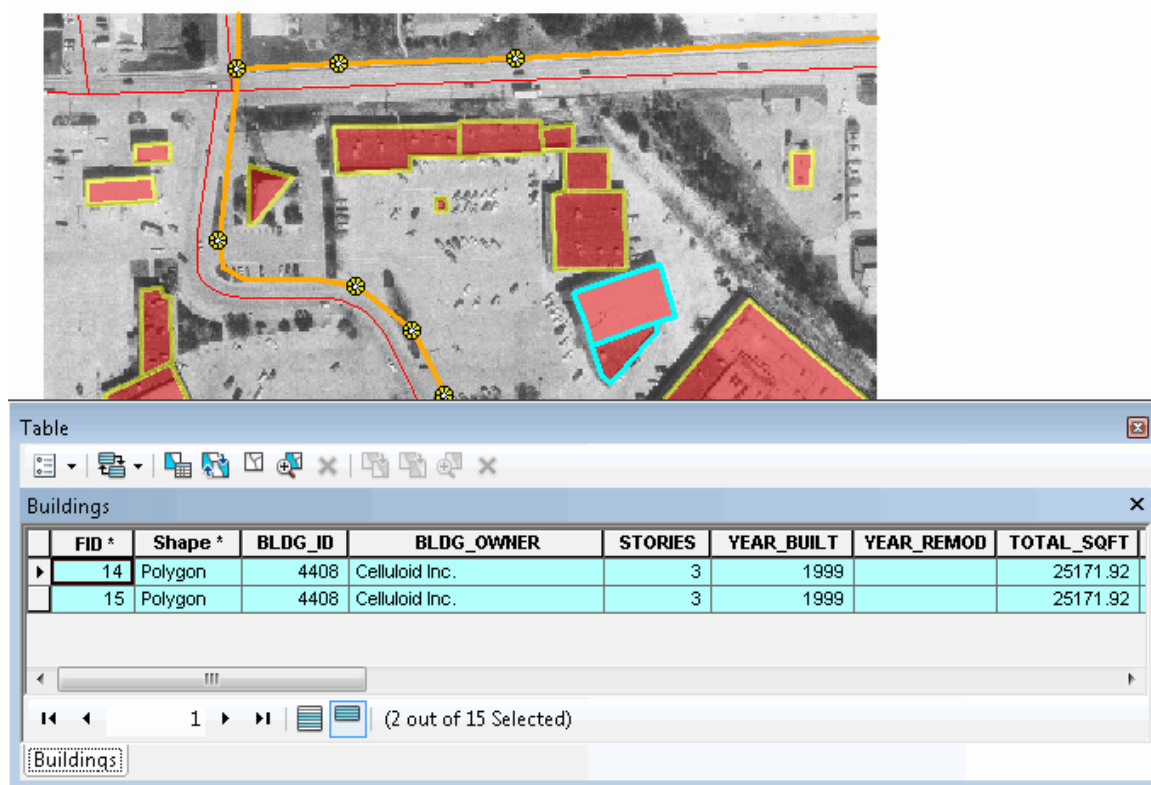 Table
Buildings
FID * Shape * BLDG_ID BLDG_OWNER STORIES YEAR_BUILT YEAR_REMOD TOTAL_SQFT
14 Polygon 4408 Celluloid Inc. 3 1999 25171.92
15 Polygon 4408 Celluloid Inc. 3 1999 25171.92
1 (2 out of 15 Selected)
Buildings